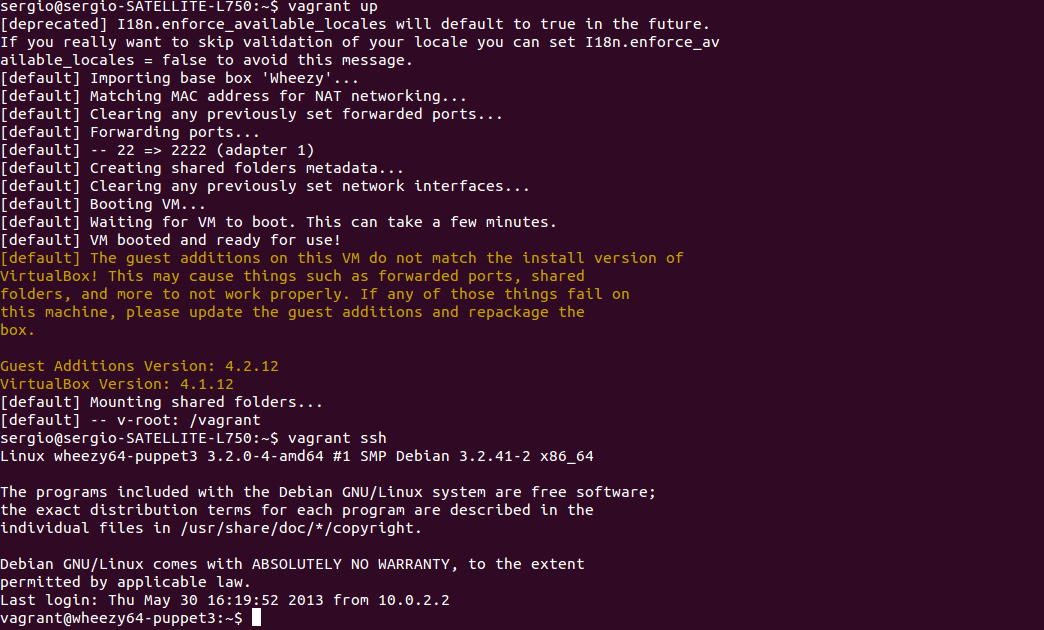 sergio@sergio-SATELLITE-L750:~$ vagrant up
[deprecated] I18n.enforce_available_locales will default to true in the future.
If you really want to skip validation of your locale you can set I18n.enforce_av
ailable_locales = false to avoid this message.
[default] Importing base box 'Wheezy'...
[default] Matching MAC address for NAT networking...
[default] Clearing any previously set forwarded ports...
[default] Forwarding ports...
[default] -- 22 => 2222 (adapter 1)
[default] Creating shared folders metadata...
[default] Clearing any previously set network interfaces...
[default] Booting VM...
[default] Waiting for VM to boot. This can take a few minutes.
[default] VM booted and ready for use!
[default] The guest additions on this VM do not match the install version of
VirtualBox! This may cause things such as forwarded ports, shared
folders, and more to not work properly. If any of those things fail on
this machine, please update the guest additions and repackage the
box.
Guest Additions Version: 4.2.12
VirtualBox Version: 4.1.12
[default] Mounting shared folders...
[default] -- v-root: /vagrant
sergio@sergio-SATELLITE-L750:~$ vagrant ssh
Linux wheezy64-puppet3 3.2.0-4-amd64 #1 SMP Debian 3.2.41-2 x86_64
The programs included with the Debian GNU/Linux system are free software;
the exact distribution terms for each program are described in the
individual files in /usr/share/doc/*/copyright.
Debian GNU/Linux comes with ABSOLUTELY NO WARRANTY, to the extent
permitted by applicable law.
Last login: Thu May 30 16:19:52 2013 from 10.0.2.2
vagrant@wheezy64-puppet3:~$